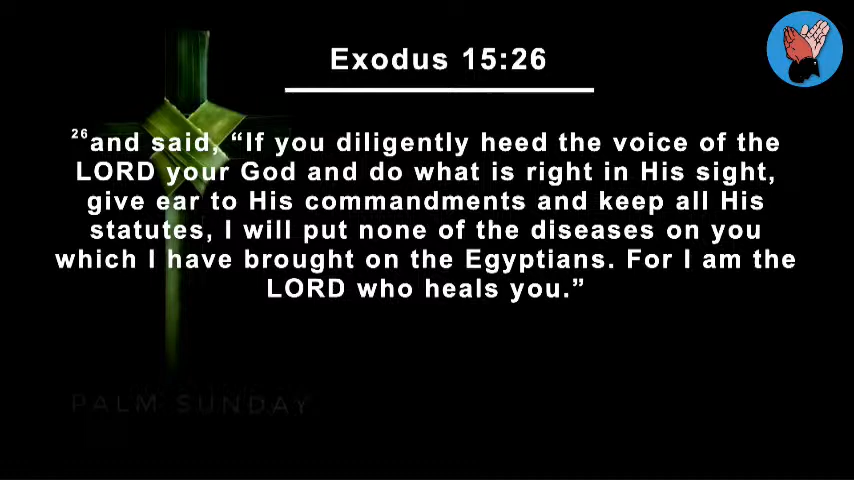 Exodus 15:26
26and said, “If you diligently heed the voice of the
LORD your God and do what is right in His sight,
give ear to His commandments and keep all His
statutes, I will put none of the diseases on you
which I have brought on the Egyptians. For I am the
LORD who heals you.”
PALM SUNDAY